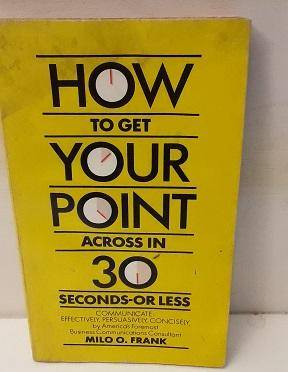 HOW
TO GET
YOUR
POINT
ACROSS IN
30
SECONDS-OR LESS
COMMUNICATE
EFFECTIVELY, PERSUASIVELY, CONCISELY,
by America's Foremost
Business Communications Consultant
MILO O. FRANK